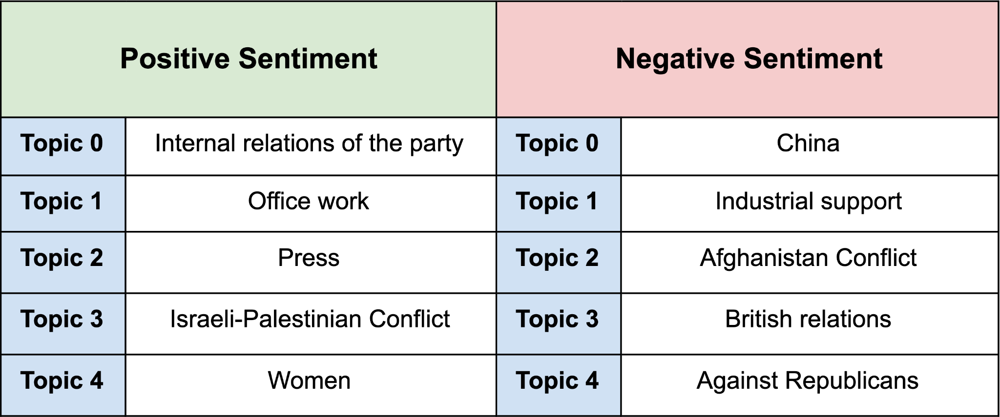 Positive Sentiment Negative Sentiment
Topic 0 Internal relations of the party Topic 0 China
Topic 1 Office work Topic 1 Industrial support
Topic 2 Press Topic 2 Afghanistan Conflict
Topic 3 Israeli-Palestinian Conflict Topic 3 British relations
Topic 4 Women Topic 4 Against Republicans